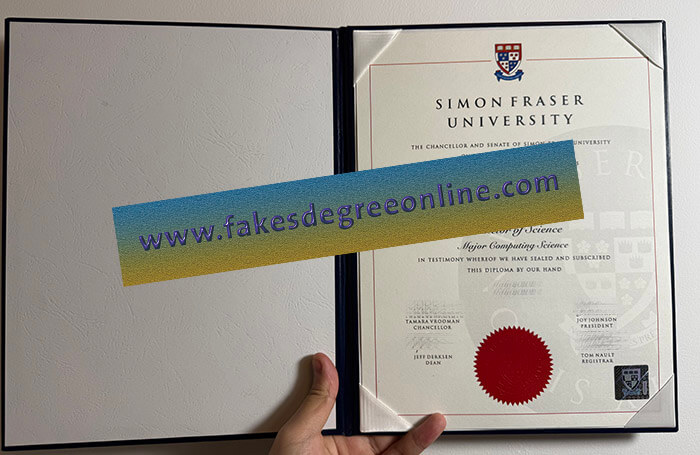 SIMON FRASER
UNIVERSITY
THE CHANCELLOR AND SENATE OF SIMON UNIVERSITY
www.fakesdegreeonline.com
of Science
Major Computing Science
IN TESTIMONY WHEREOF WE HAVE SEALED AND SUBSCRIBED
THIS DIPLOMA BY OUR HAND
TAMARA VROOMAN
CHANCELLOR
JOY JOHNSON
PRESIDENT
JEFF DERKSEN
DEAN
TOM NAULT
REGISTRAR